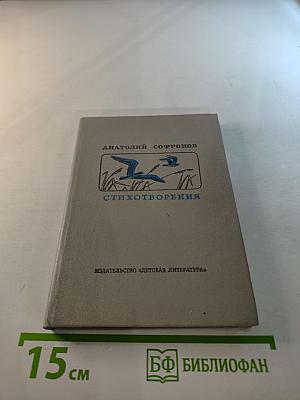 АНАТОЛИЙ СОФРОНОВ
СТИХОТВОРЕНИЯ
ИЗДАТЕЛЬСТВО «ДЕТСКАЯ ЛИТЕРАТУРА»
15 см
БФ БИБЛИОФАН